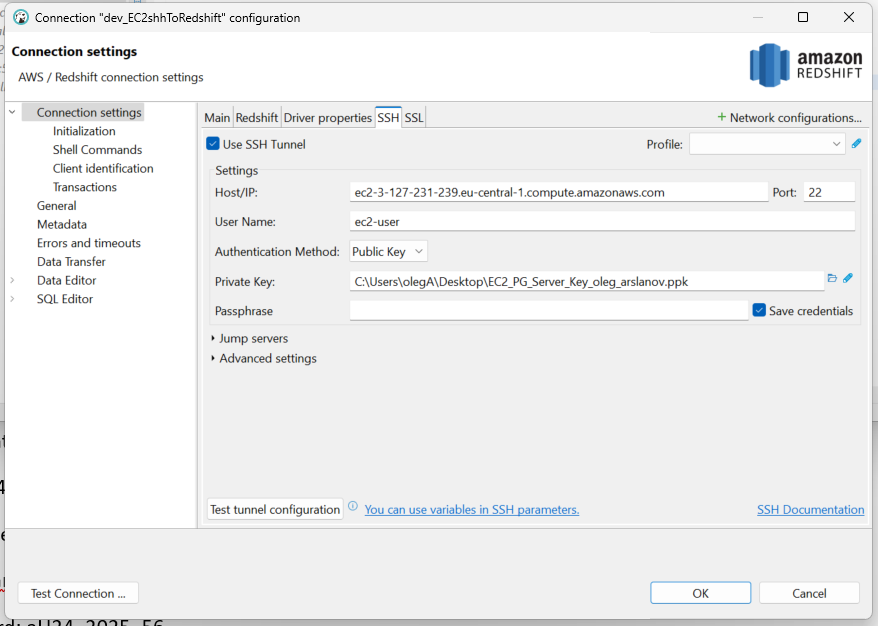 Connection "dev_EC2shhToRedshift" configuration
Connection settings
AWS / Redshift connection settings
amazon
REDSHIFT
Connection settings
Initialization
Shell Commands
Client identification
Transactions
General
Metadata
Errors and timeouts
Data Transfer
Data Editor
SQL Editor
Main Redshift Driver properties SSH SSL + Network configurations...
Use SSH Tunnel Profile:
Settings
Host/IP: ec2-3-127-231-239.eu-central-1.compute.amazonaws.com Port: 22
User Name: ec2-user
Authentication Method: Public Key
Private Key: C:\Users\olegA\Desktop\EC2_PG_Server_Key_oleg_arslanov.ppk
Passphrase Save credentials
Jump servers
Advanced settings
Test tunnel configuration You can use variables in SSH parameters. SSH Documentation
Test Connection ... OK Cancel